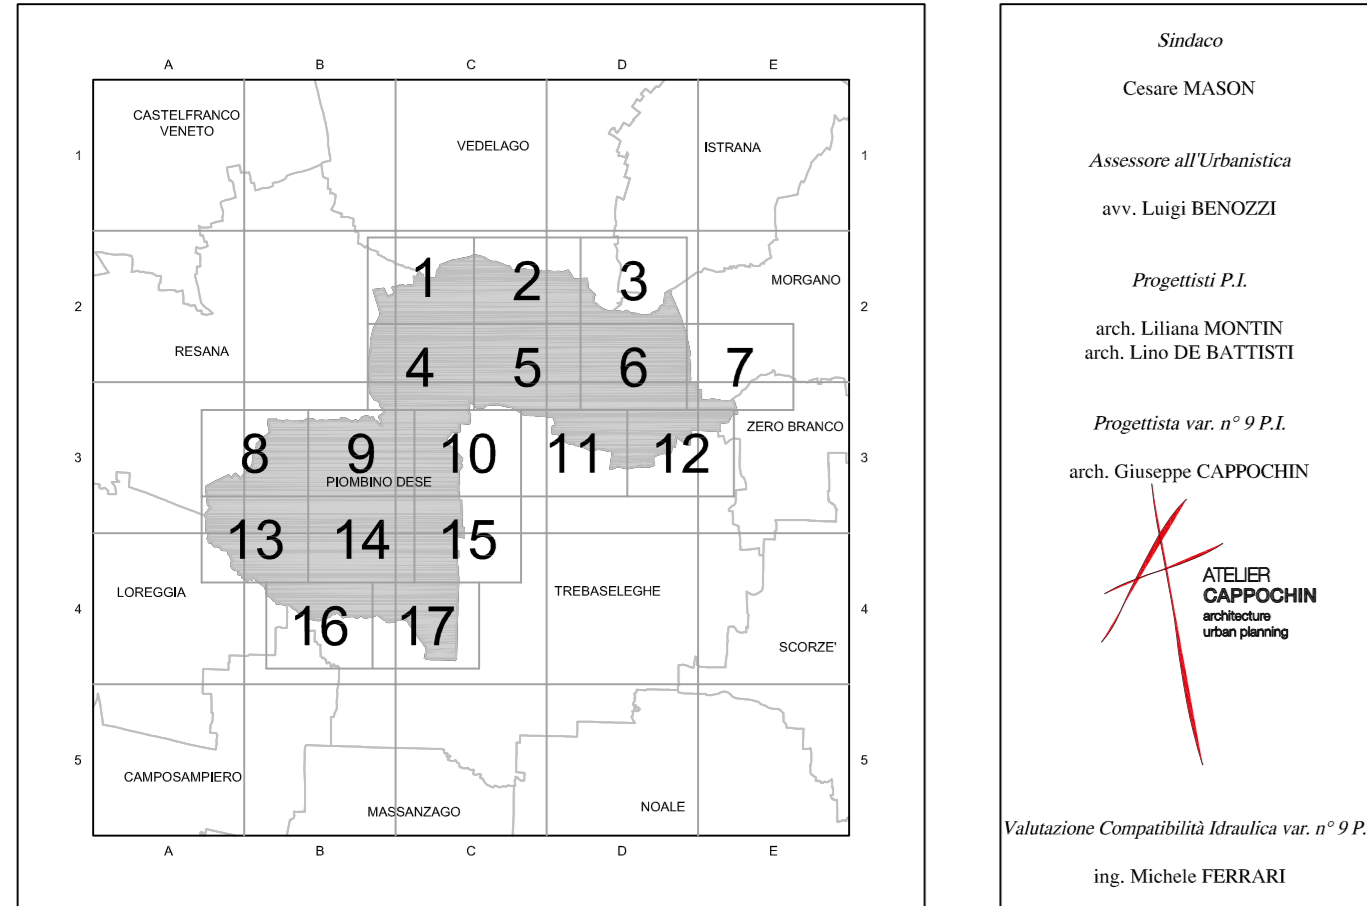 A B C D E
CASTELFRANCO
VENETO
VEDELAGO
ISTRANA
1 1
1 2 3
MORGANO
2 2
RESANA
4 5 6 7
ZERO BRANCO
8 9 10 11 12
3 3
PIOMBINO DESE
13 14 15
LOREGGIA
TREBASELEGHE
4 4
16 17
SCORZE'
5 5
CAMPOSAMPIERO
MASSANZAGO
NOALE
A B C D E
Sindaco
Cesare MASON
Assessore all'Urbanistica
avv. Luigi BENOZZI
Progettisti P.I.
arch. Liliana MONTIN
arch. Lino DE BATTISTI
Progettista var. n° 9 P.I.
arch. Giuseppe CAPPOCHIN
ATELIER
CAPPOCHIN
architecture
urban planning
Valutazione Compatibilità Idraulica var. n° 9 P.
ing. Michele FERRARI